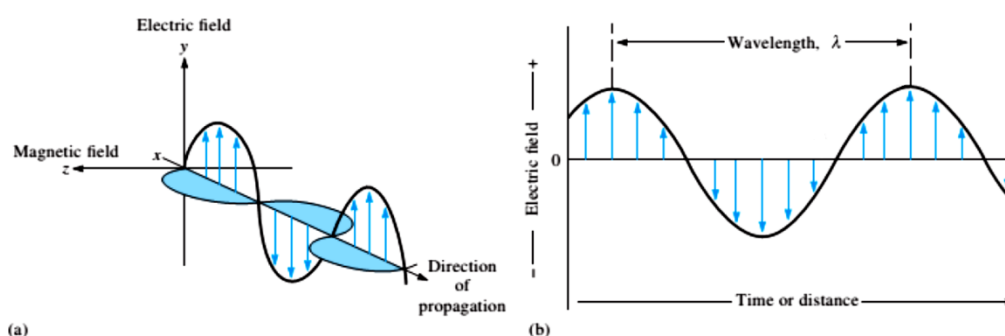 Electric field
y
Magnetic field
x
z
Direction
of
propagation
(a)
Wavelength, λ
+
0
Electric field
–
Time or distance
(b)